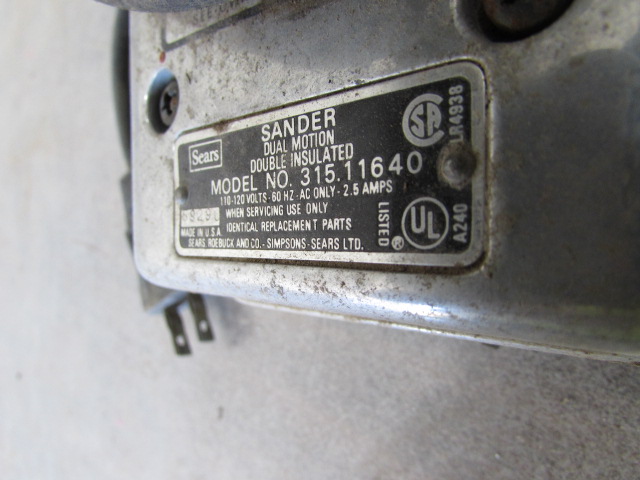 Sears
SANDER
DUAL MOTION
DOUBLE INSULATED
MODEL NO. 315.11640
110-120 VOLTS - 60 HZ - AC ONLY - 2.5 AMPS
WHEN SERVICING USE ONLY
IDENTICAL REPLACEMENT PARTS
MADE IN U.S.A.
SEARS ROEBUCK AND CO. - SIMPSONS-SEARS LTD.
LISTED
UL
®
A240
SA
LR4938